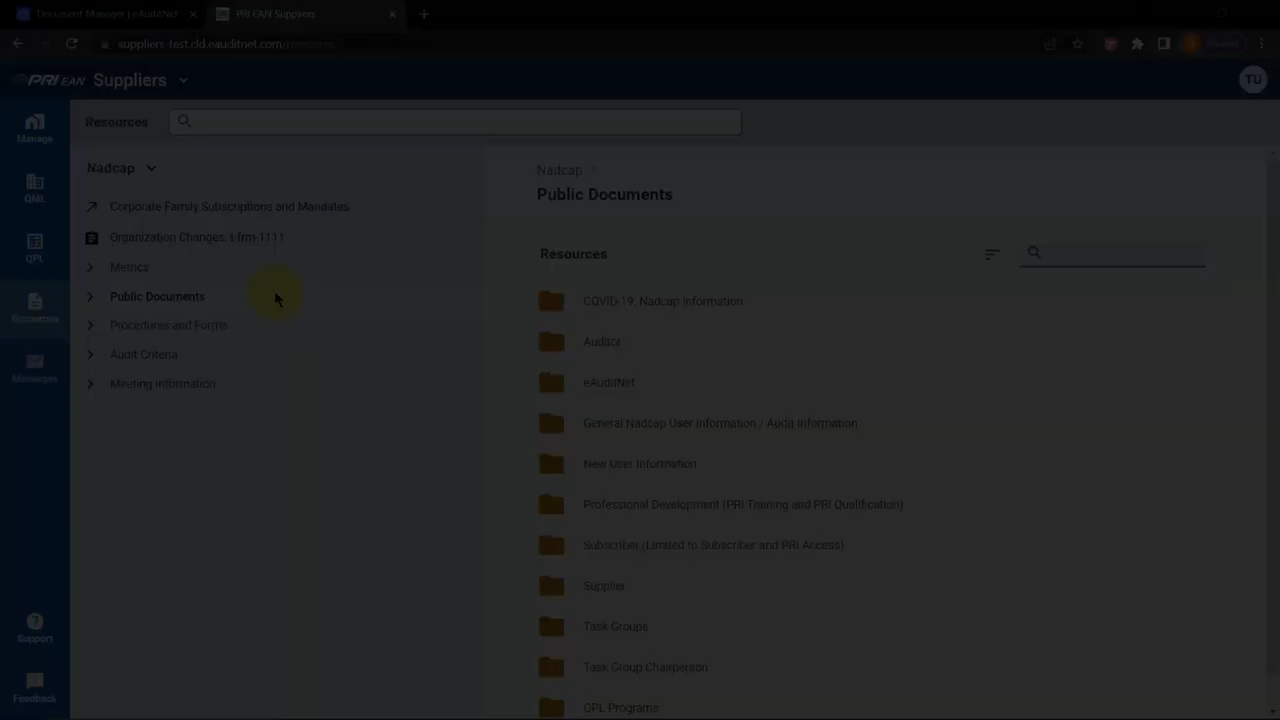 Document Manager | eAuditNet
PRI EAN Suppliers
suppliers-test.cld.eauditnet.com
PRI EAN Suppliers
TU
Manage
QML
QPL
Documents
Messages
Support
Feedback
Resources
Nadcap
Corporate Family Subscriptions and Mandates
Organization Changes: t-frm-1111
Metrics
Public Documents
Procedures and Forms
Audit Criteria
Meeting Information
Nadcap
Public Documents
Resources
COVID-19: Nadcap Information
Auditor
eAuditNet
General Nadcap User Information / Audit Information
New User Information
Professional Development (PRI Training and PRI Qualification)
Subscriber (Limited to Subscriber and PRI Access)
Supplier
Task Groups
Task Group Chairperson
QPL Programs